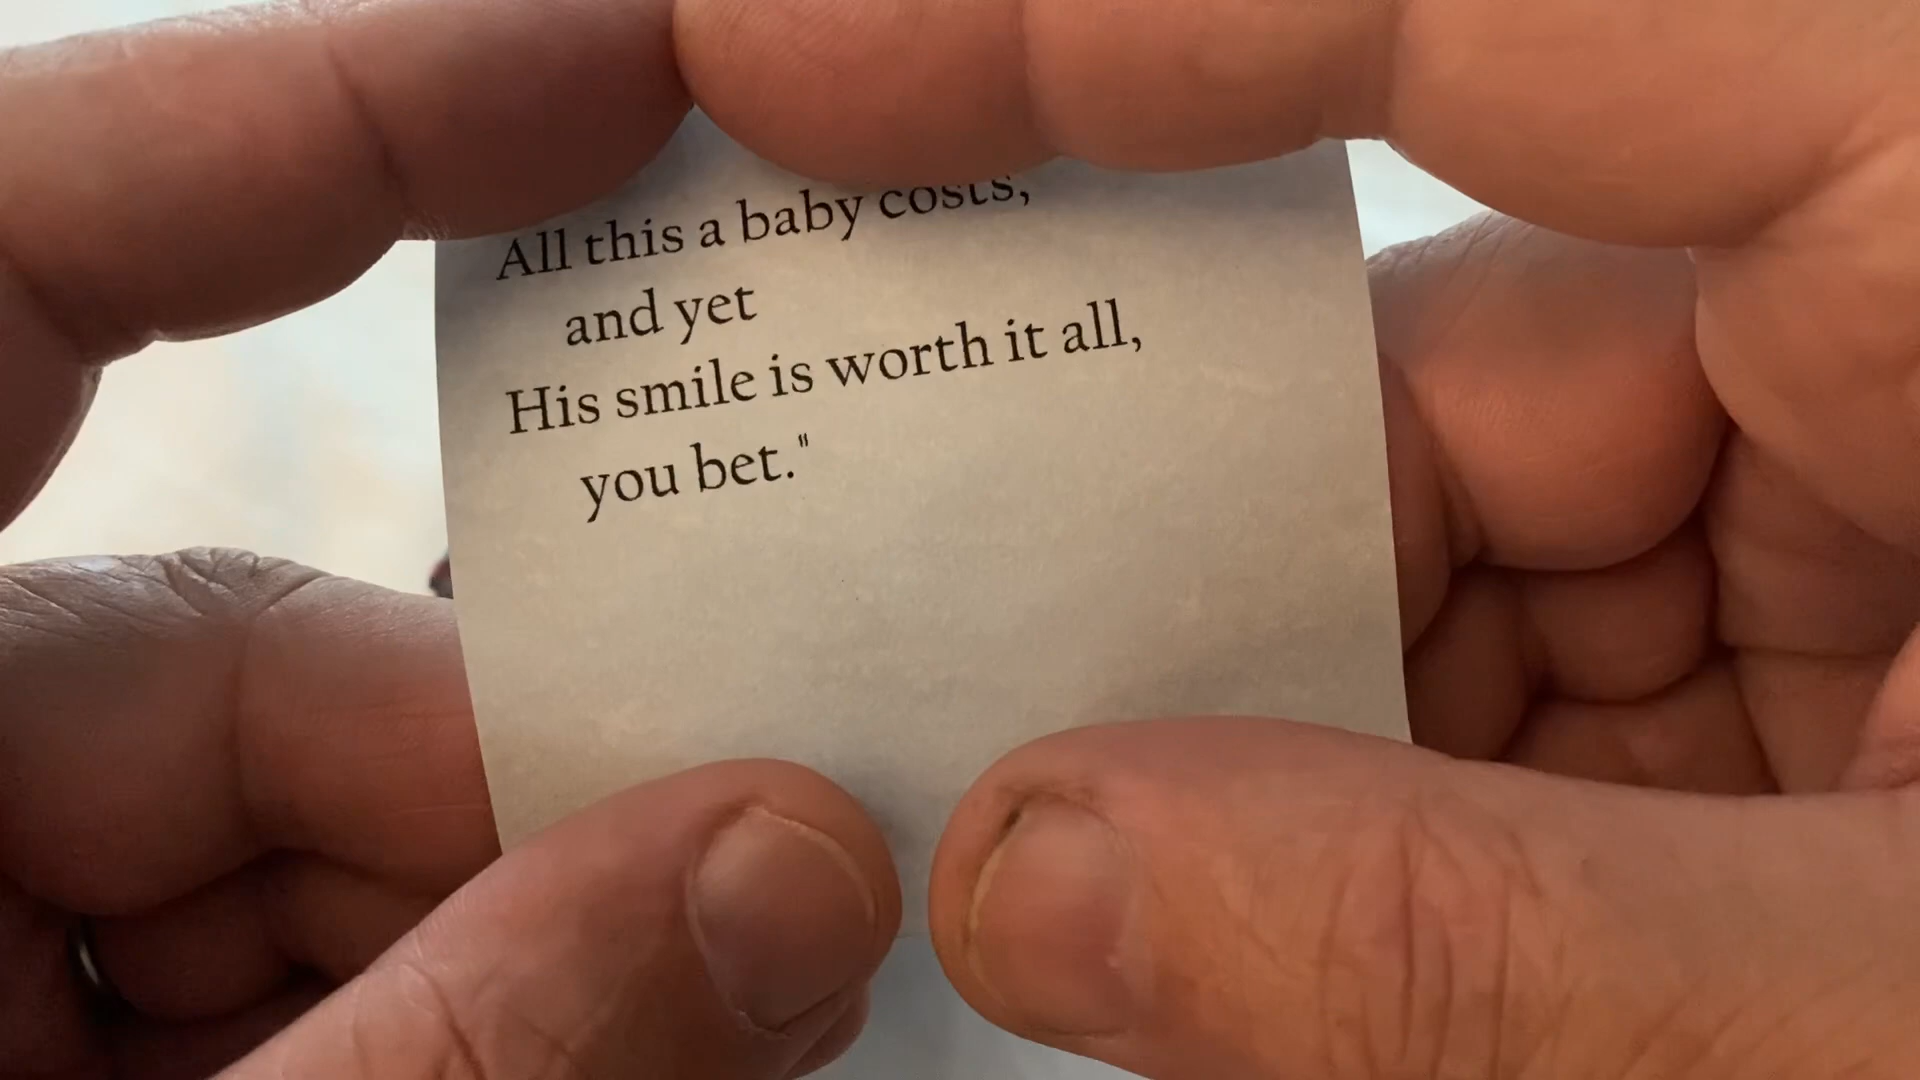 All this a baby costs,
and yet
His smile is worth it all,
you bet."